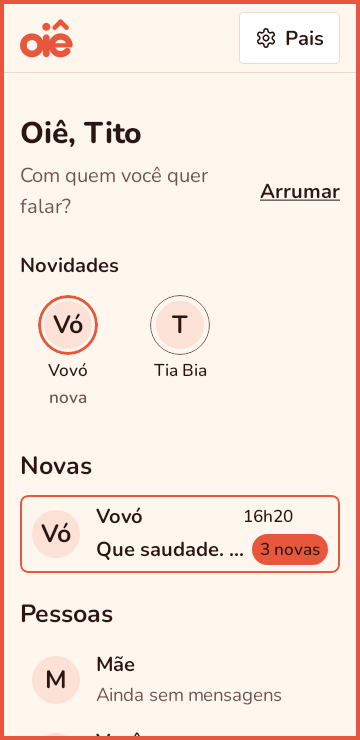 oiê
Pais
Oiê, Tito
Com quem você quer
falar?
Arrumar
Novidades
Vó
T
Vovó
Tia Bia
nova
Novas
Vó
Vovó
16h20
Que saudade. ...
3 novas
Pessoas
M
Mãe
Ainda sem mensagens